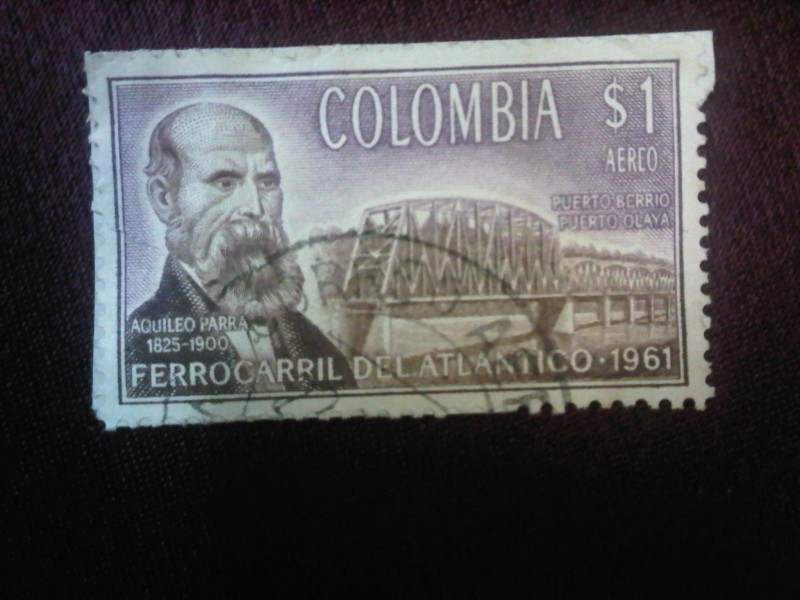 COLOMBIA $1
AEREO
PUERTO BERRIO
PUERTO OLAYA
AQUILEO PARRA
1825-1900
FERROCARRIL DEL ATLANTICO · 1961